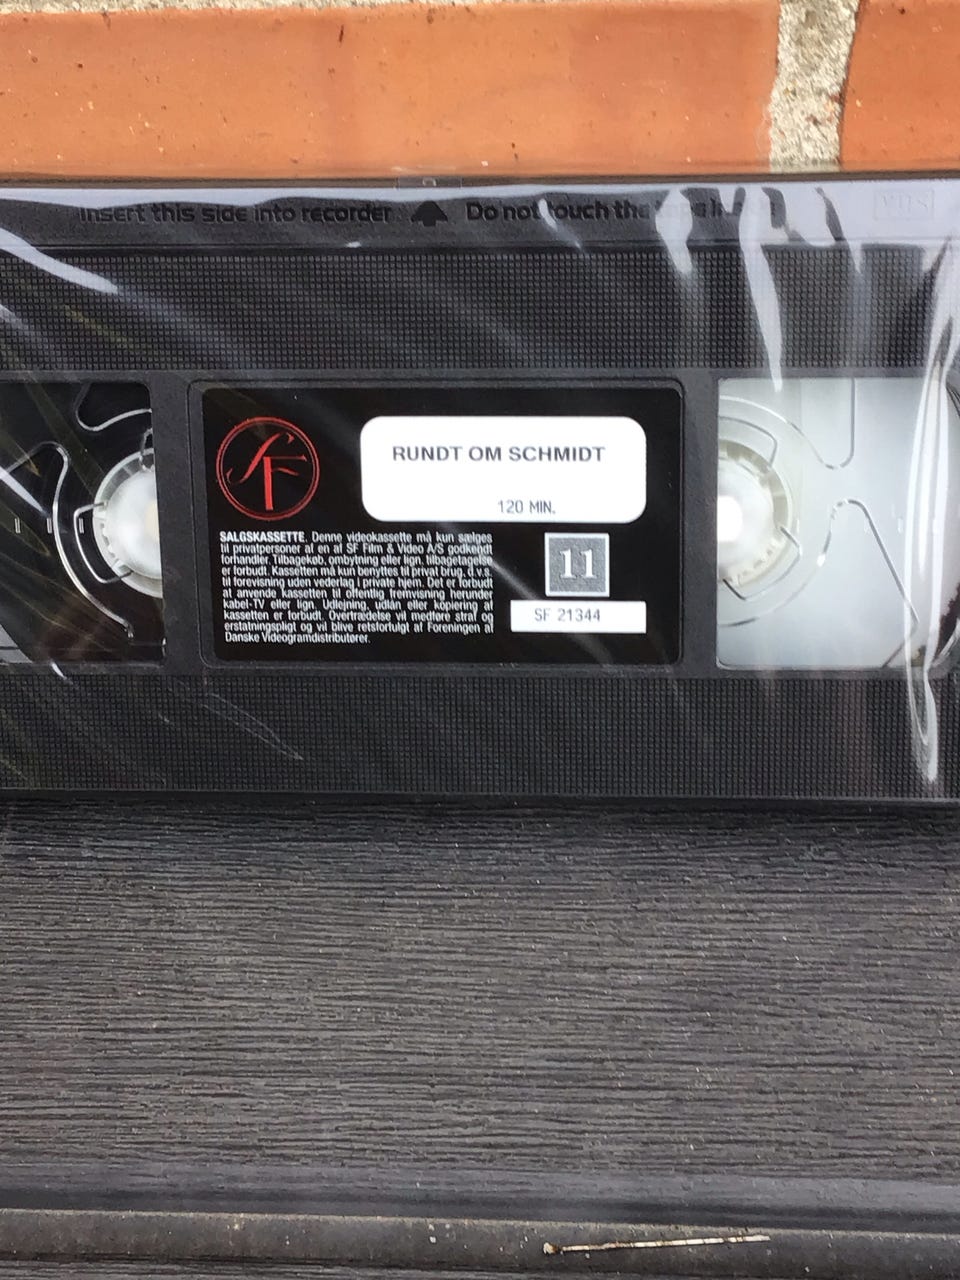 Insert this side into recorder Do not touch the tape
VHS
SF
RUNDT OM SCHMIDT
120 MIN.
SALGSKASSETTE. Denne videokassette må kun sælges
til privatpersoner af en af SF Film & Video A/S godkendt
forhandler. Tilbagekøb, ombytning eller lign. tilbagetagelse
er forbudt. Kassetten må kun benyttes til privat brug, d.v.s.
til forevisning uden vederlag i private hjem. Det er forbudt
at anvende kassetten til offentlig fremvisning herunder
kabel-TV eller lign. Udlejning, udlån eller kopiering af
kassetten er forbudt. Overtrædelse vil medføre straf og
erstatningspligt og vil blive retsforfulgt af Foreningen af
Danske Videogramdistributører.
11
SF 21344